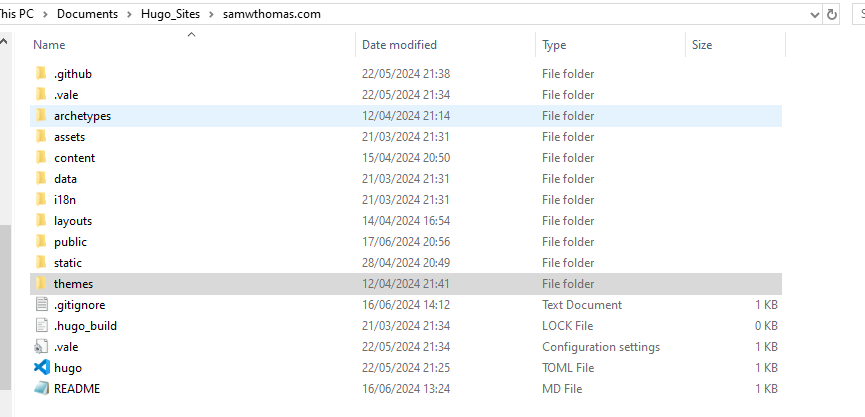 This PC > Documents > Hugo_Sites > samwthomas.com
Name Date modified Type Size
.github 22/05/2024 21:38 File folder
.vale 22/05/2024 21:34 File folder
archetypes 12/04/2024 21:14 File folder
assets 21/03/2024 21:31 File folder
content 15/04/2024 20:50 File folder
data 21/03/2024 21:31 File folder
i18n 21/03/2024 21:31 File folder
layouts 14/04/2024 16:54 File folder
public 17/06/2024 20:56 File folder
static 28/04/2024 20:49 File folder
themes 12/04/2024 21:41 File folder
.gitignore 16/06/2024 14:12 Text Document 1 KB
.hugo_build 21/03/2024 21:34 LOCK File 0 KB
.vale 22/05/2024 21:34 Configuration settings 1 KB
hugo 22/05/2024 21:25 TOML File 1 KB
README 16/06/2024 13:24 MD File 1 KB